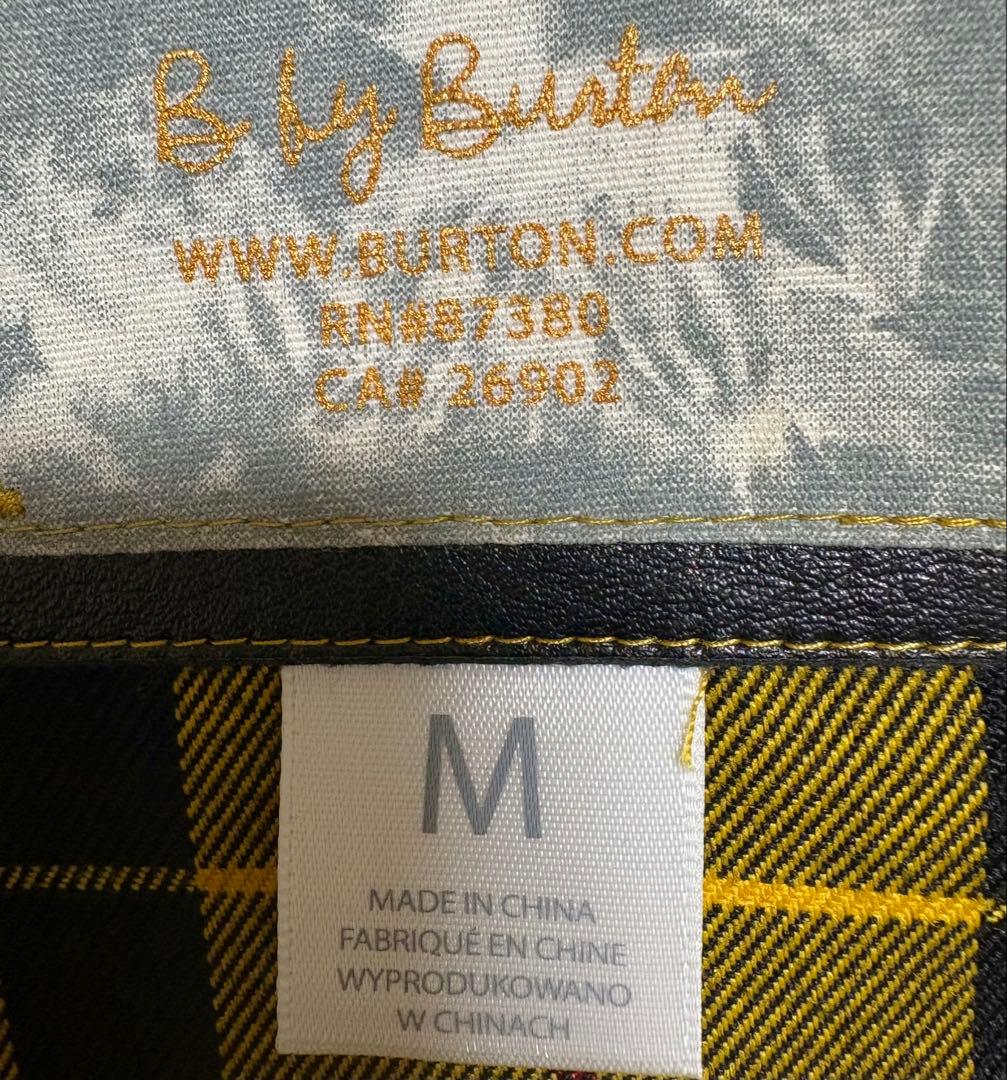 B by Burton
WWW.BURTON.COM
RN#87380
CA# 26902
M
MADE IN CHINA
FABRIQUÉ EN CHINE
WYPRODUKOWANO
W CHINACH